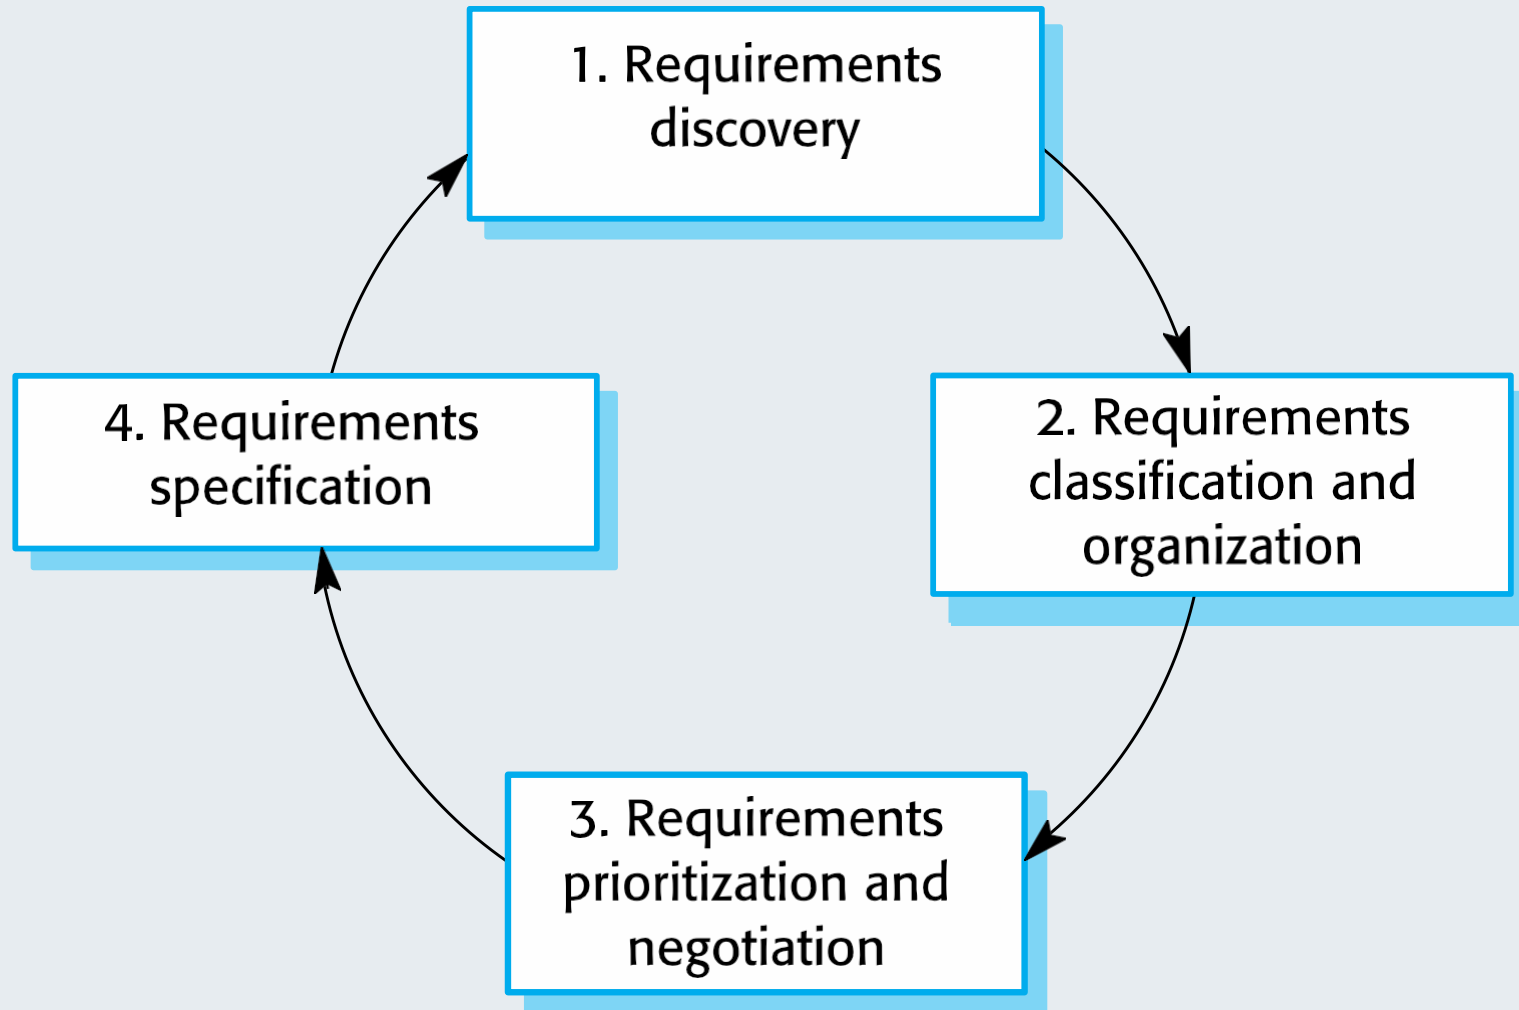 1. Requirements
discovery
2. Requirements
classification and
organization
3. Requirements
prioritization and
negotiation
4. Requirements
specification